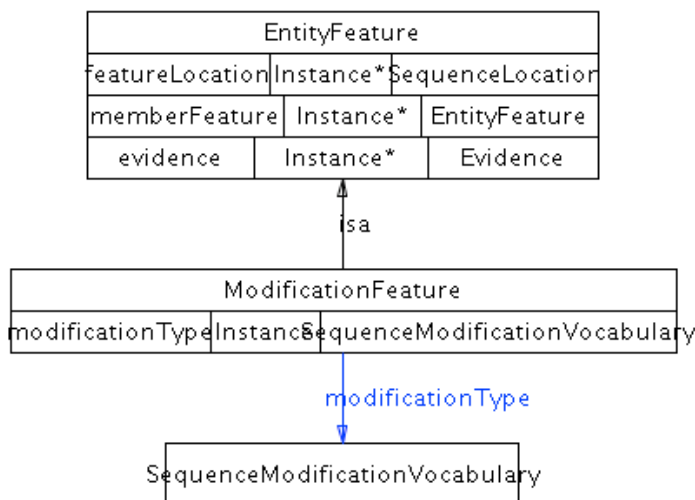 EntityFeature
featureLocation Instance* SequenceLocation
memberFeature Instance* EntityFeature
evidence Instance* Evidence
isa
ModificationFeature
modificationType Instance SequenceModificationVocabulary
modificationType
SequenceModificationVocabulary